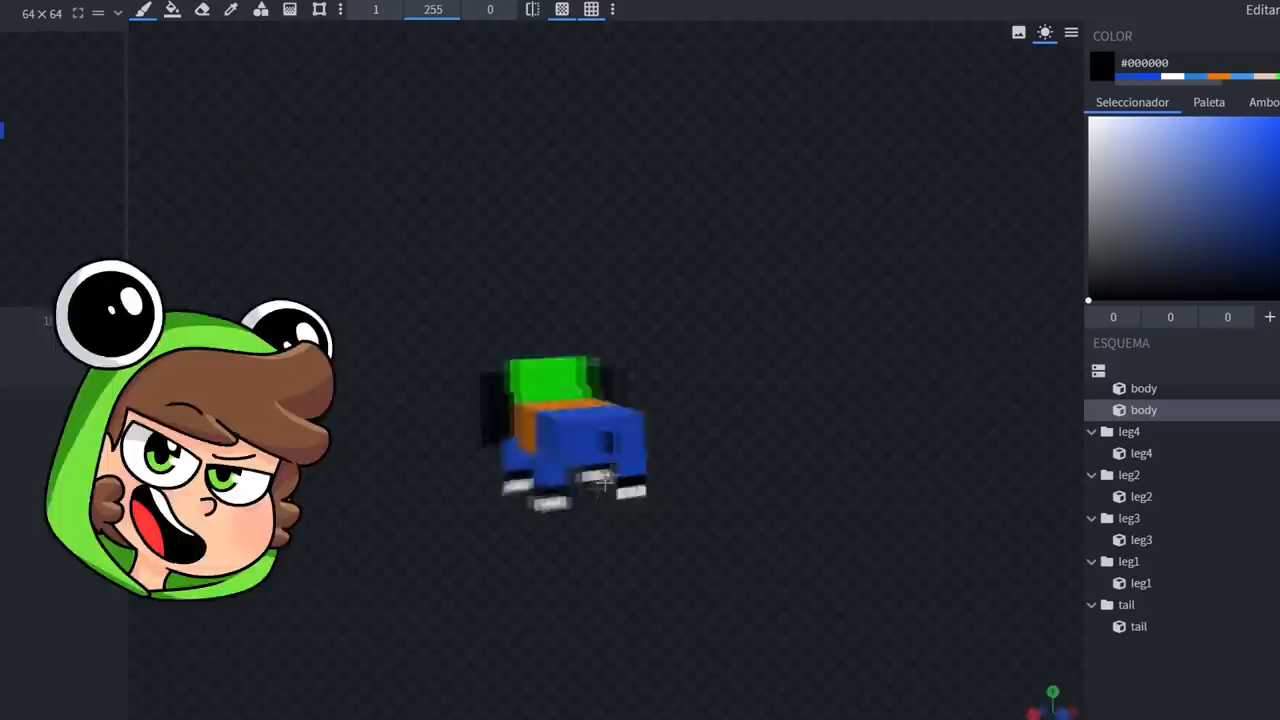 64×64
1
255
0
Editar
COLOR
#000000
Seleccionador
Paleta
Ambo
0
0
0
ESQUEMA
body
body
leg4
leg4
leg2
leg2
leg3
leg3
leg1
leg1
tail
tail